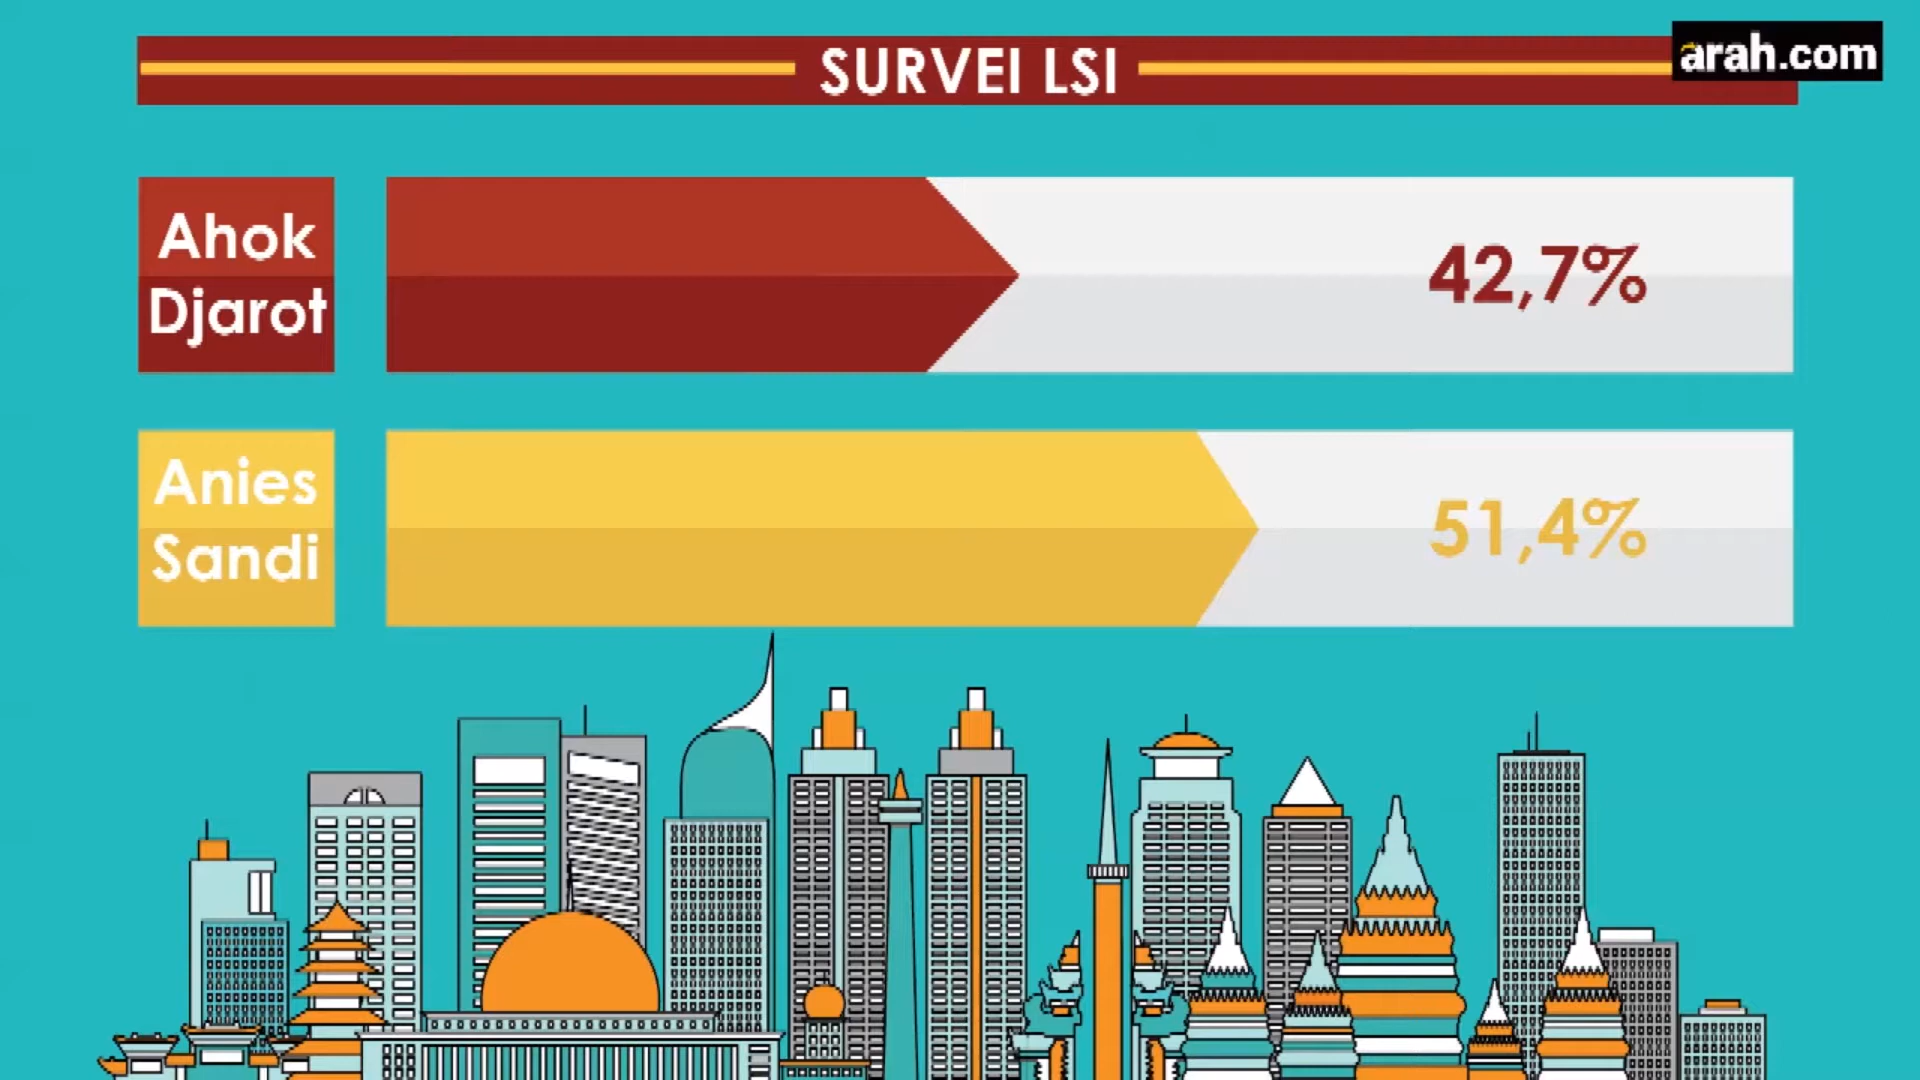 SURVEI LSI
arah.com
Ahok
Djarot
42,7%
Anies
Sandi
51,4%